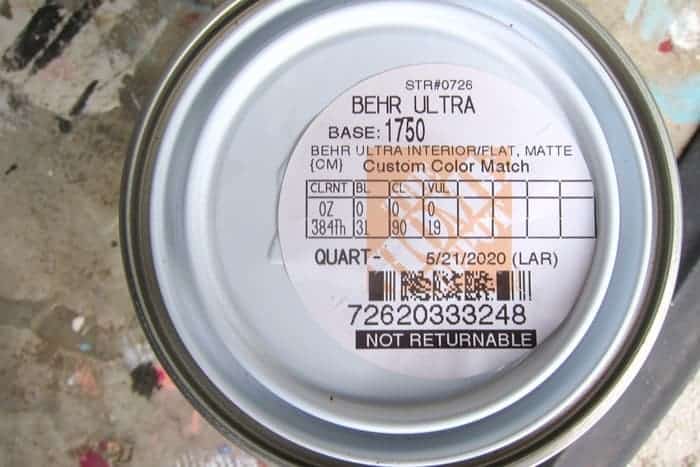 STR#0726
BEHR ULTRA
BASE: 1750
BEHR ULTRA INTERIOR/FLAT, MATTE
{CM} Custom Color Match
CLRNT BL CL VUL
OZ 0 0 0
384Th 31 90 19
QUART- 5/21/2020 (LAR)
72620333248
NOT RETURNABLE